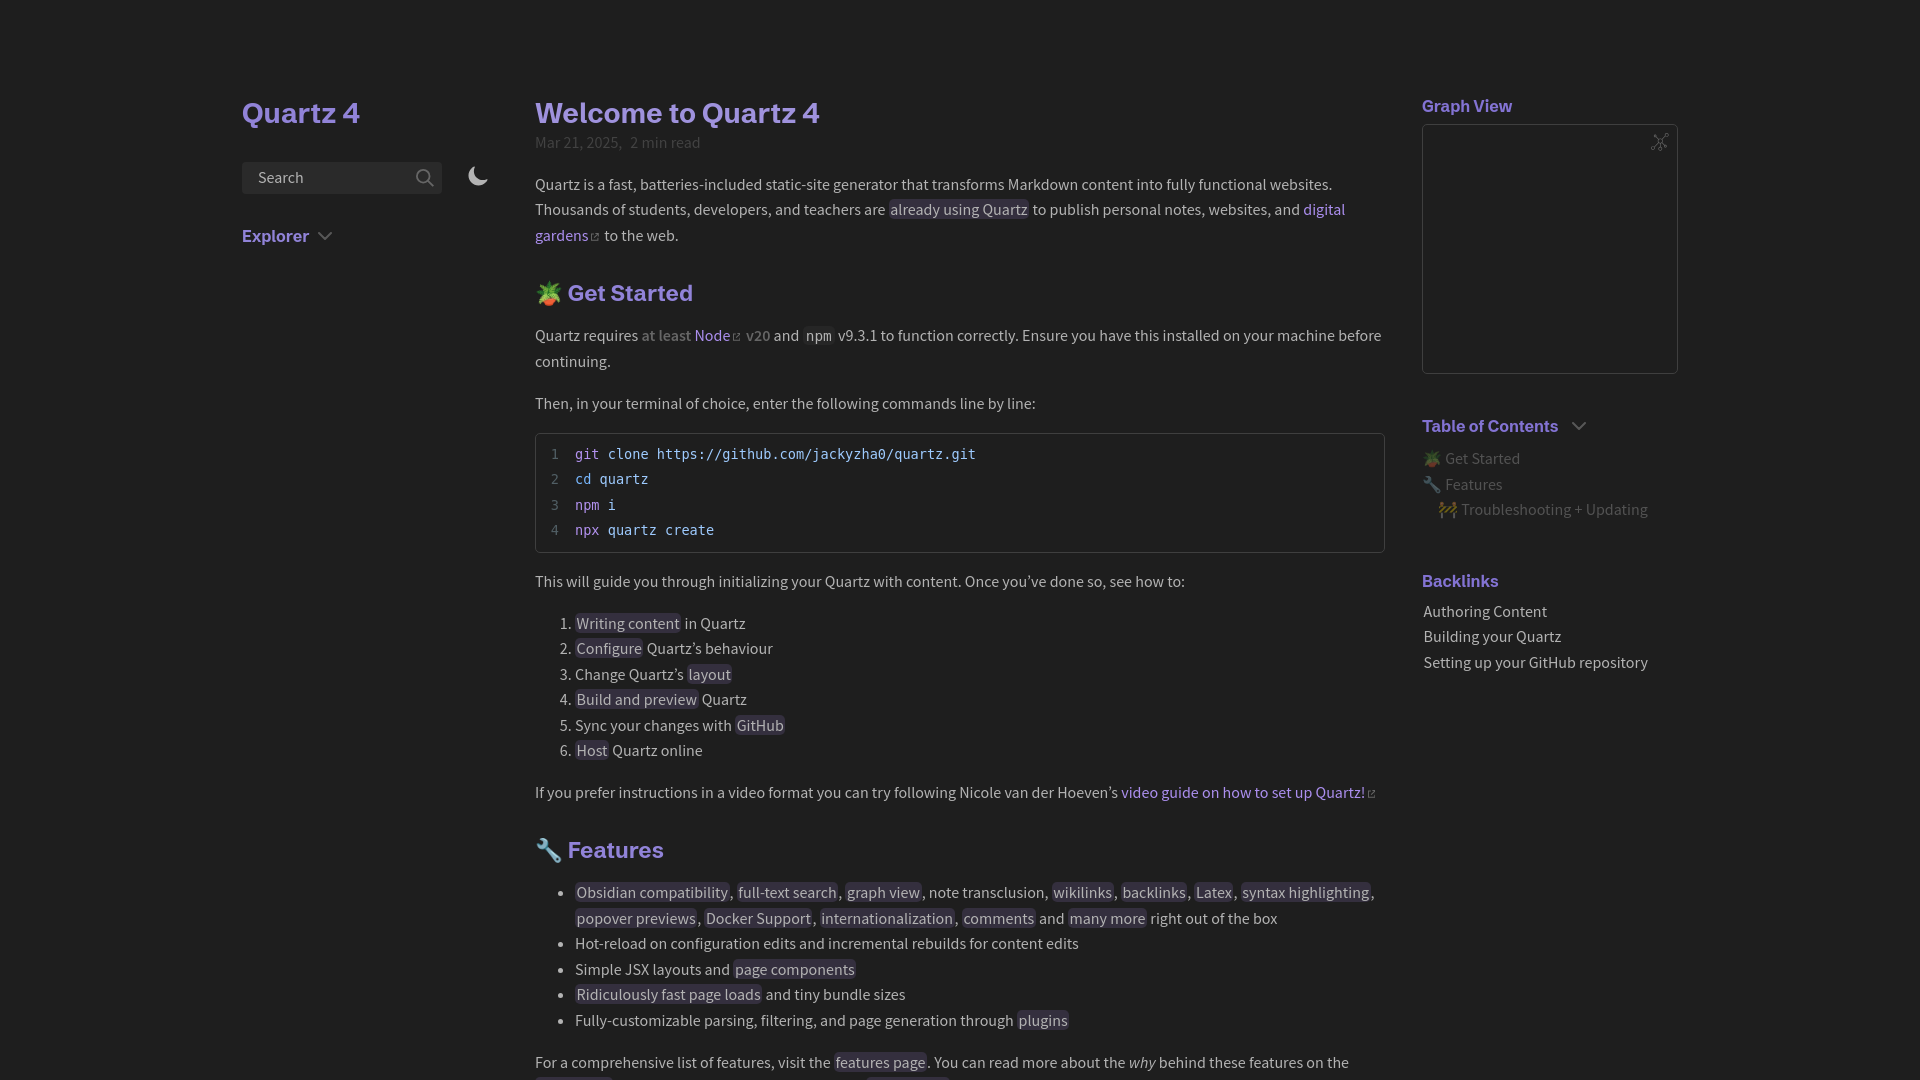 Quartz 4
Search
Explorer
Welcome to Quartz 4
Mar 21, 2025, 2 min read
Quartz is a fast, batteries-included static-site generator that transforms Markdown content into fully functional websites.
Thousands of students, developers, and teachers are already using Quartz to publish personal notes, websites, and digital
gardens to the web.
🪴 Get Started
Quartz requires at least Node v20 and npm v9.3.1 to function correctly. Ensure you have this installed on your machine before
continuing.
Then, in your terminal of choice, enter the following commands line by line:
1 git clone https://github.com/jackyzha0/quartz.git
2 cd quartz
3 npm i
4 npx quartz create
This will guide you through initializing your Quartz with content. Once you’ve done so, see how to:
1. Writing content in Quartz
2. Configure Quartz’s behaviour
3. Change Quartz’s layout
4. Build and preview Quartz
5. Sync your changes with GitHub
6. Host Quartz online
If you prefer instructions in a video format you can try following Nicole van der Hoeven’s video guide on how to set up Quartz!
🔧 Features
• Obsidian compatibility, full-text search, graph view, note transclusion, wikilinks, backlinks, Latex, syntax highlighting,
popover previews, Docker Support, internationalization, comments and many more right out of the box
• Hot-reload on configuration edits and incremental rebuilds for content edits
• Simple JSX layouts and page components
• Ridiculously fast page loads and tiny bundle sizes
• Fully-customizable parsing, filtering, and page generation through plugins
For a comprehensive list of features, visit the features page. You can read more about the why behind these features on the
Graph View
Table of Contents
🪴 Get Started
🔧 Features
🚧 Troubleshooting + Updating
Backlinks
Authoring Content
Building your Quartz
Setting up your GitHub repository